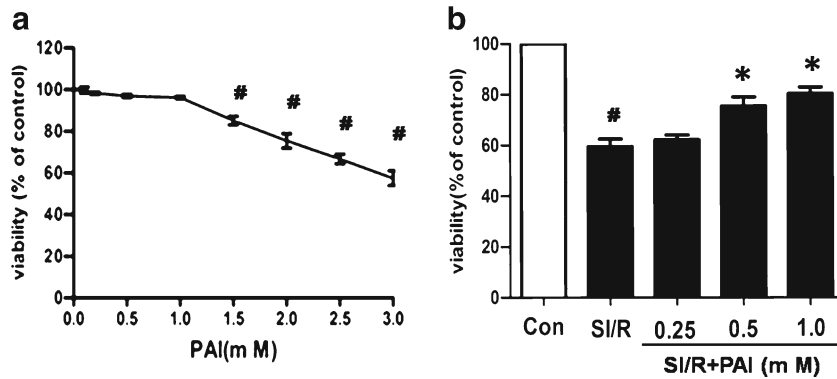 a
120
100
80
60
40
20
0
viability (% of control)
# # # #
0.0 0.5 1.0 1.5 2.0 2.5 3.0
PAI(m M)
b
100
80
60
40
20
0
viability(% of control)
# * *
Con SI/R 0.25 0.5 1.0
SI/R+PAI (m M)